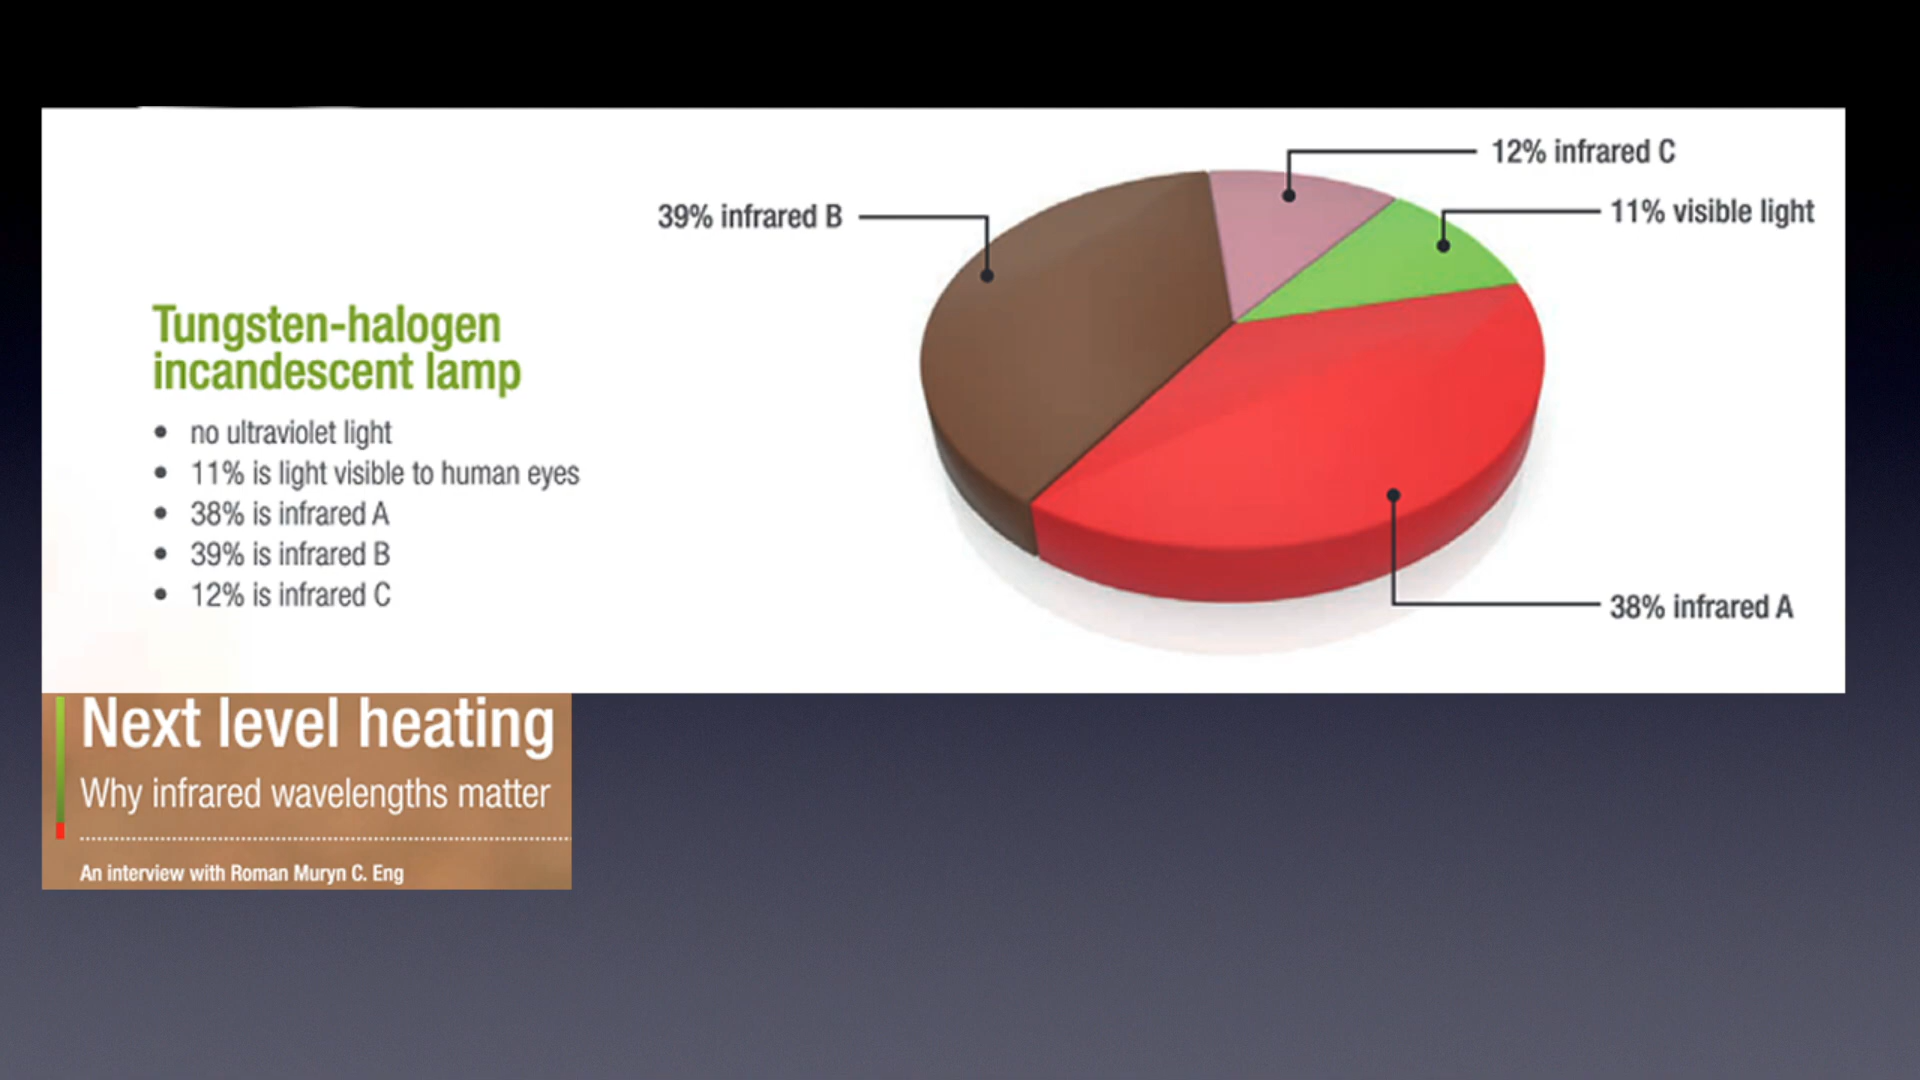 12% infrared C
39% infrared B
11% visible light
Tungsten-halogen
incandescent lamp
• no ultraviolet light
• 11% is light visible to human eyes
• 38% is infrared A
• 39% is infrared B
• 12% is infrared C
38% infrared A
Next level heating
Why infrared wavelengths matter
An interview with Roman Muryn C. Eng